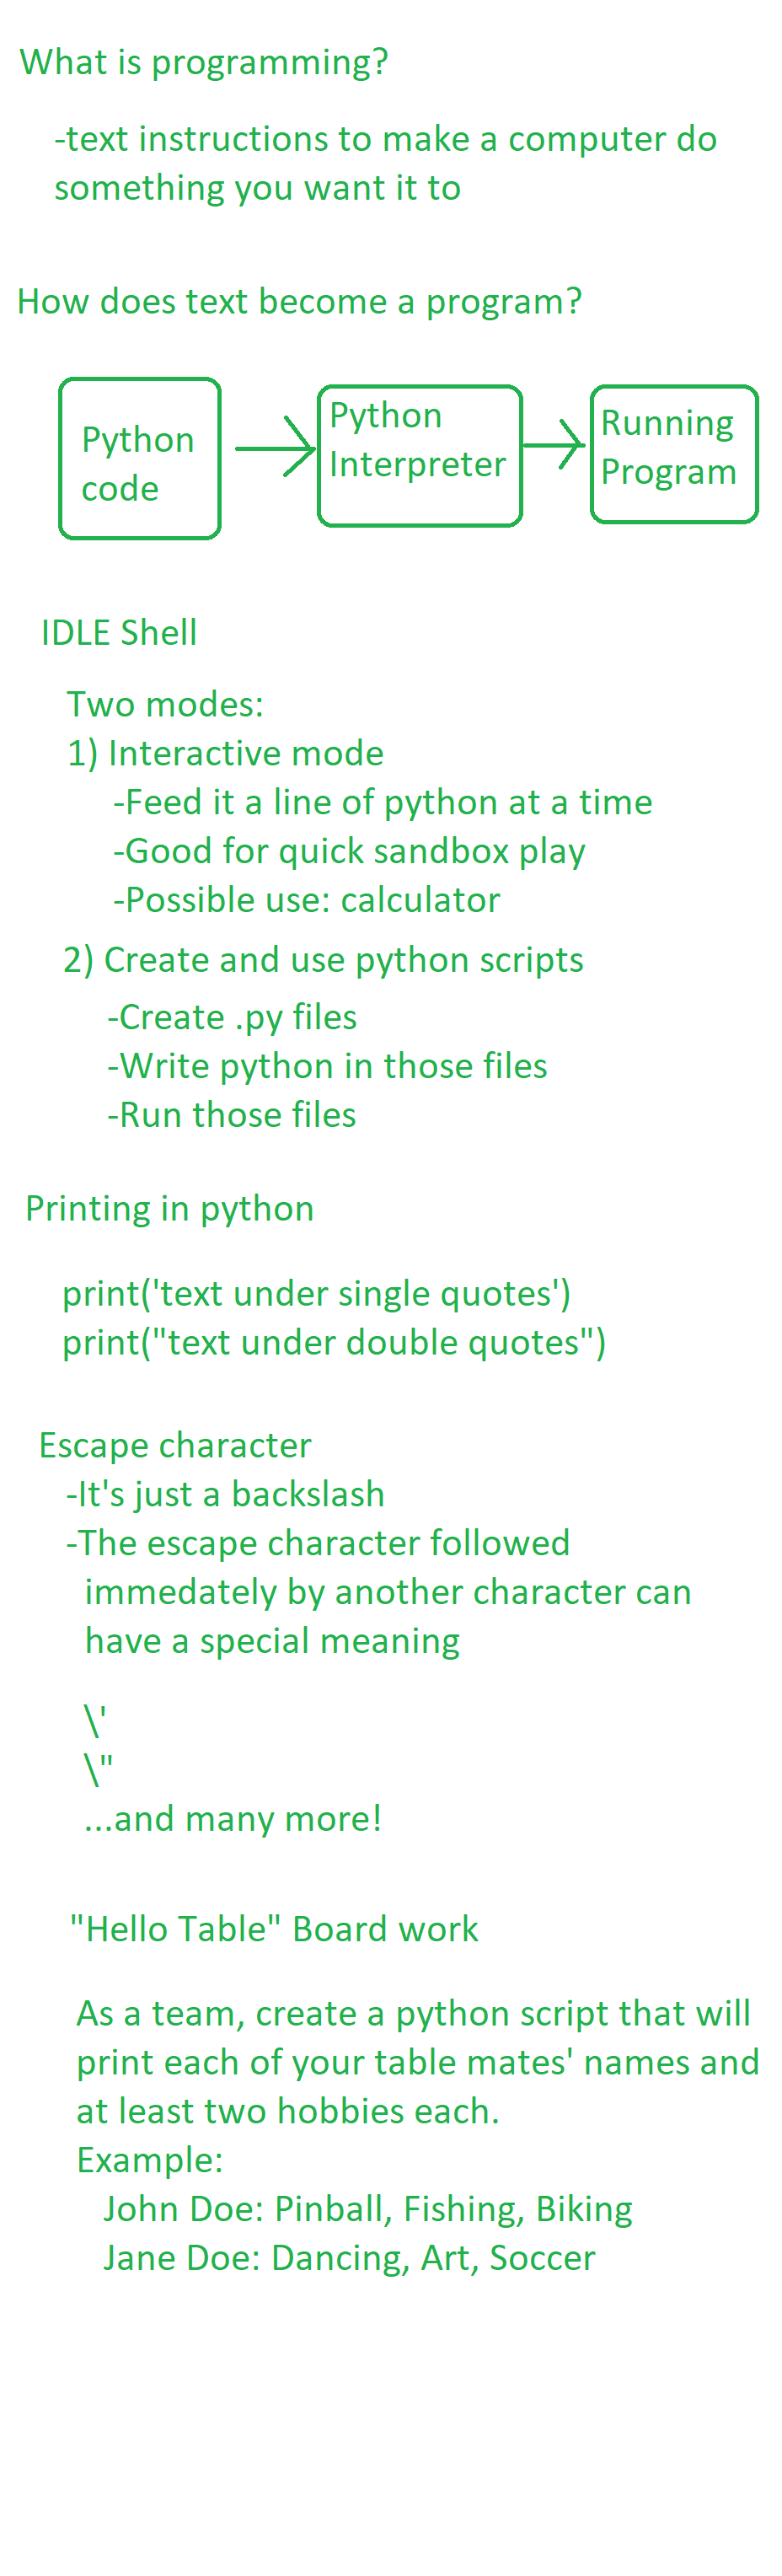 What is programming?
-text instructions to make a computer do
something you want it to
How does text become a program?
Python
code
Python
Interpreter
Running
Program
IDLE Shell
Two modes:
1) Interactive mode
-Feed it a line of python at a time
-Good for quick sandbox play
-Possible use: calculator
2) Create and use python scripts
-Create .py files
-Write python in those files
-Run those files
Printing in python
print('text under single quotes')
print("text under double quotes")
Escape character
-It's just a backslash
-The escape character followed
immedately by another character can
have a special meaning
\'
\"
...and many more!
"Hello Table" Board work
As a team, create a python script that will
print each of your table mates' names and
at least two hobbies each.
Example:
John Doe: Pinball, Fishing, Biking
Jane Doe: Dancing, Art, Soccer